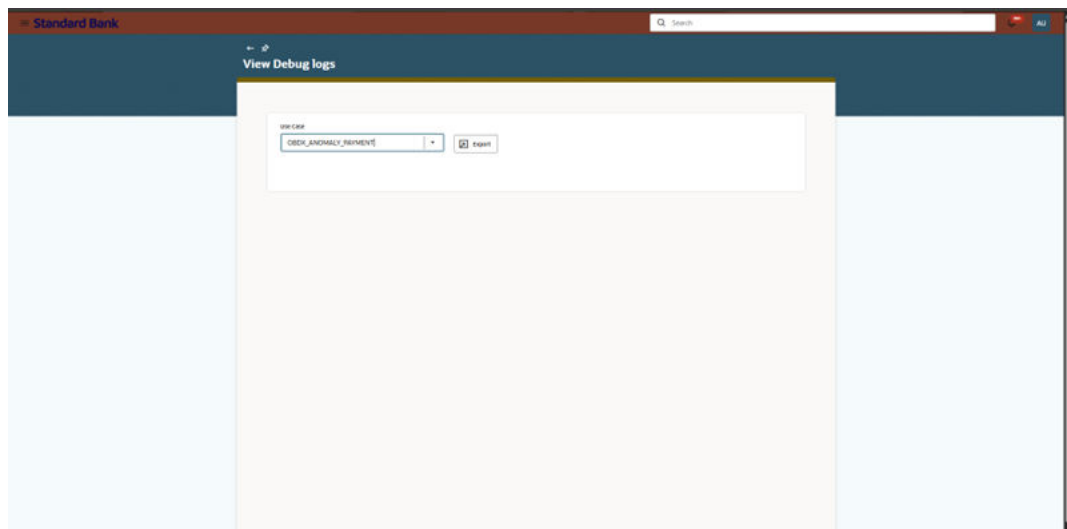 Standard Bank
Search
AU
View Debug logs
Use Case
OBDX_ANOMALY_PAYMENT
Export